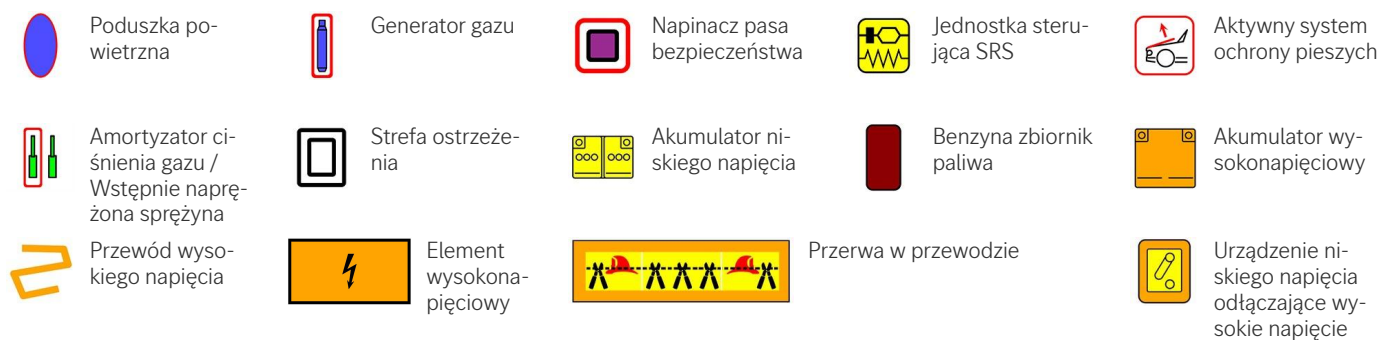 Poduszka po-
wietrzna
Generator gazu
Napinacz pasa
bezpieczeństwa
Jednostka steru-
jąca SRS
Aktywny system
ochrony pieszych
Amortyzator ci-
śnienia gazu /
Wstępnie naprę-
żona sprężyna
Strefa ostrzeże-
nia
Akumulator ni-
skiego napięcia
Benzyna zbiornik
paliwa
Akumulator wy-
sokonapięciowy
Przewód wyso-
kiego napięcia
Element
wysokona-
pięciowy
Przerwa w przewodzie
Urządzenie ni-
skiego napięcia
odłączające wy-
sokie napięcie